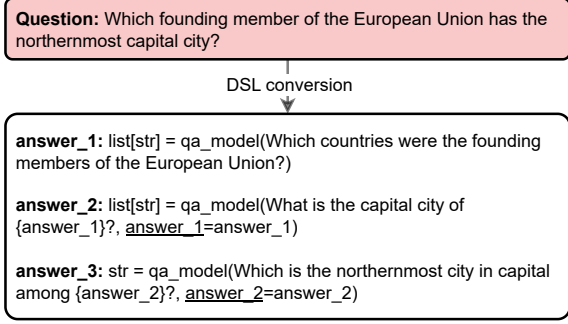 Question: Which founding member of the European Union has the
northernmost capital city?
DSL conversion
answer_1: list[str] = qa_model(Which countries were the founding
members of the European Union?)
answer_2: list[str] = qa_model(What is the capital city of
{answer_1}?, answer_1=answer_1)
answer_3: str = qa_model(Which is the northernmost city in capital
among {answer_2}?, answer_2=answer_2)